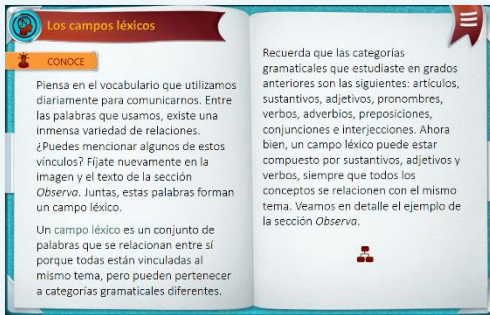 Los campos léxicos
CONOCE
Piensa en el vocabulario que utilizamos
diariamente para comunicarnos. Entre
las palabras que usamos, existe una
inmensa variedad de relaciones.
¿Puedes mencionar algunos de estos
vínculos? Fíjate nuevamente en la
imagen y el texto de la sección
Observa. Juntas, estas palabras forman
un campo léxico.
Un campo léxico es un conjunto de
palabras que se relacionan entre sí
porque todas están vinculadas al
mismo tema, pero pueden pertenecer
a categorías gramaticales diferentes.
Recuerda que las categorías
gramaticales que estudiaste en grados
anteriores son las siguientes: artículos,
sustantivos, adjetivos, pronombres,
verbos, adverbios, preposiciones,
conjunciones e interjecciones. Ahora
bien, un campo léxico puede estar
compuesto por sustantivos, adjetivos y
verbos, siempre que todos los
conceptos se relacionen con el mismo
tema. Veamos en detalle el ejemplo de
la sección Observa.